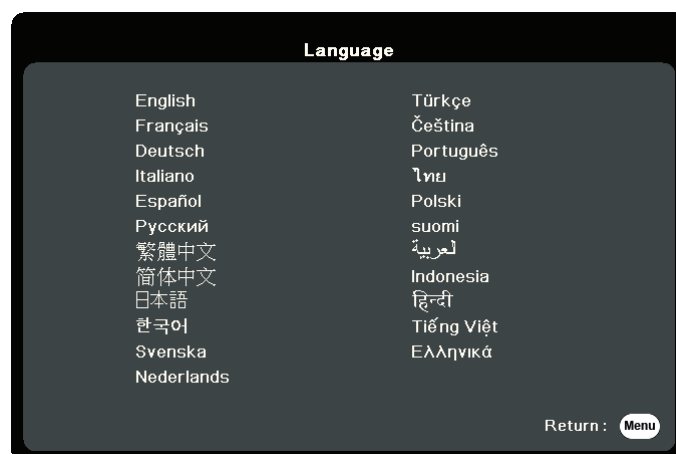 Language
English
Français
Deutsch
Italiano
Español
Русский
繁體中文
简体中文
日本語
한국어
Svenska
Nederlands
Türkçe
Čeština
Português
ไทย
Polski
suomi
العربية
Indonesia
हिन्दी
Tiếng Việt
Ελληνικά
Return : Menu